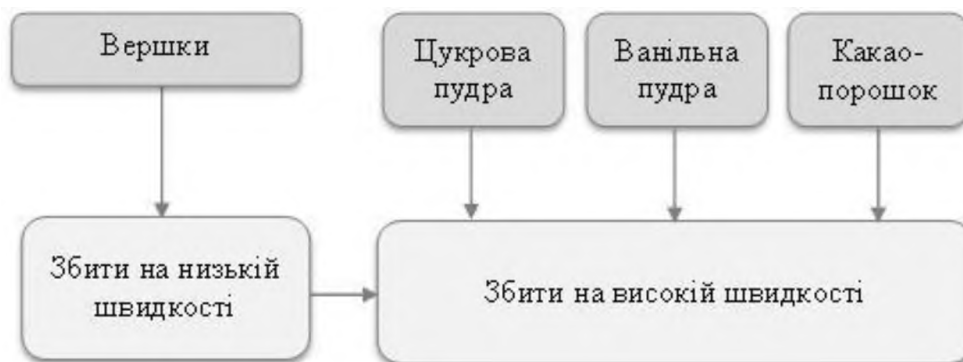 Вершки
Цукрова
пудра
Ванільна
пудра
Какао-
порошок
Збити на низькій
швидкості
Збити на високій швидкості